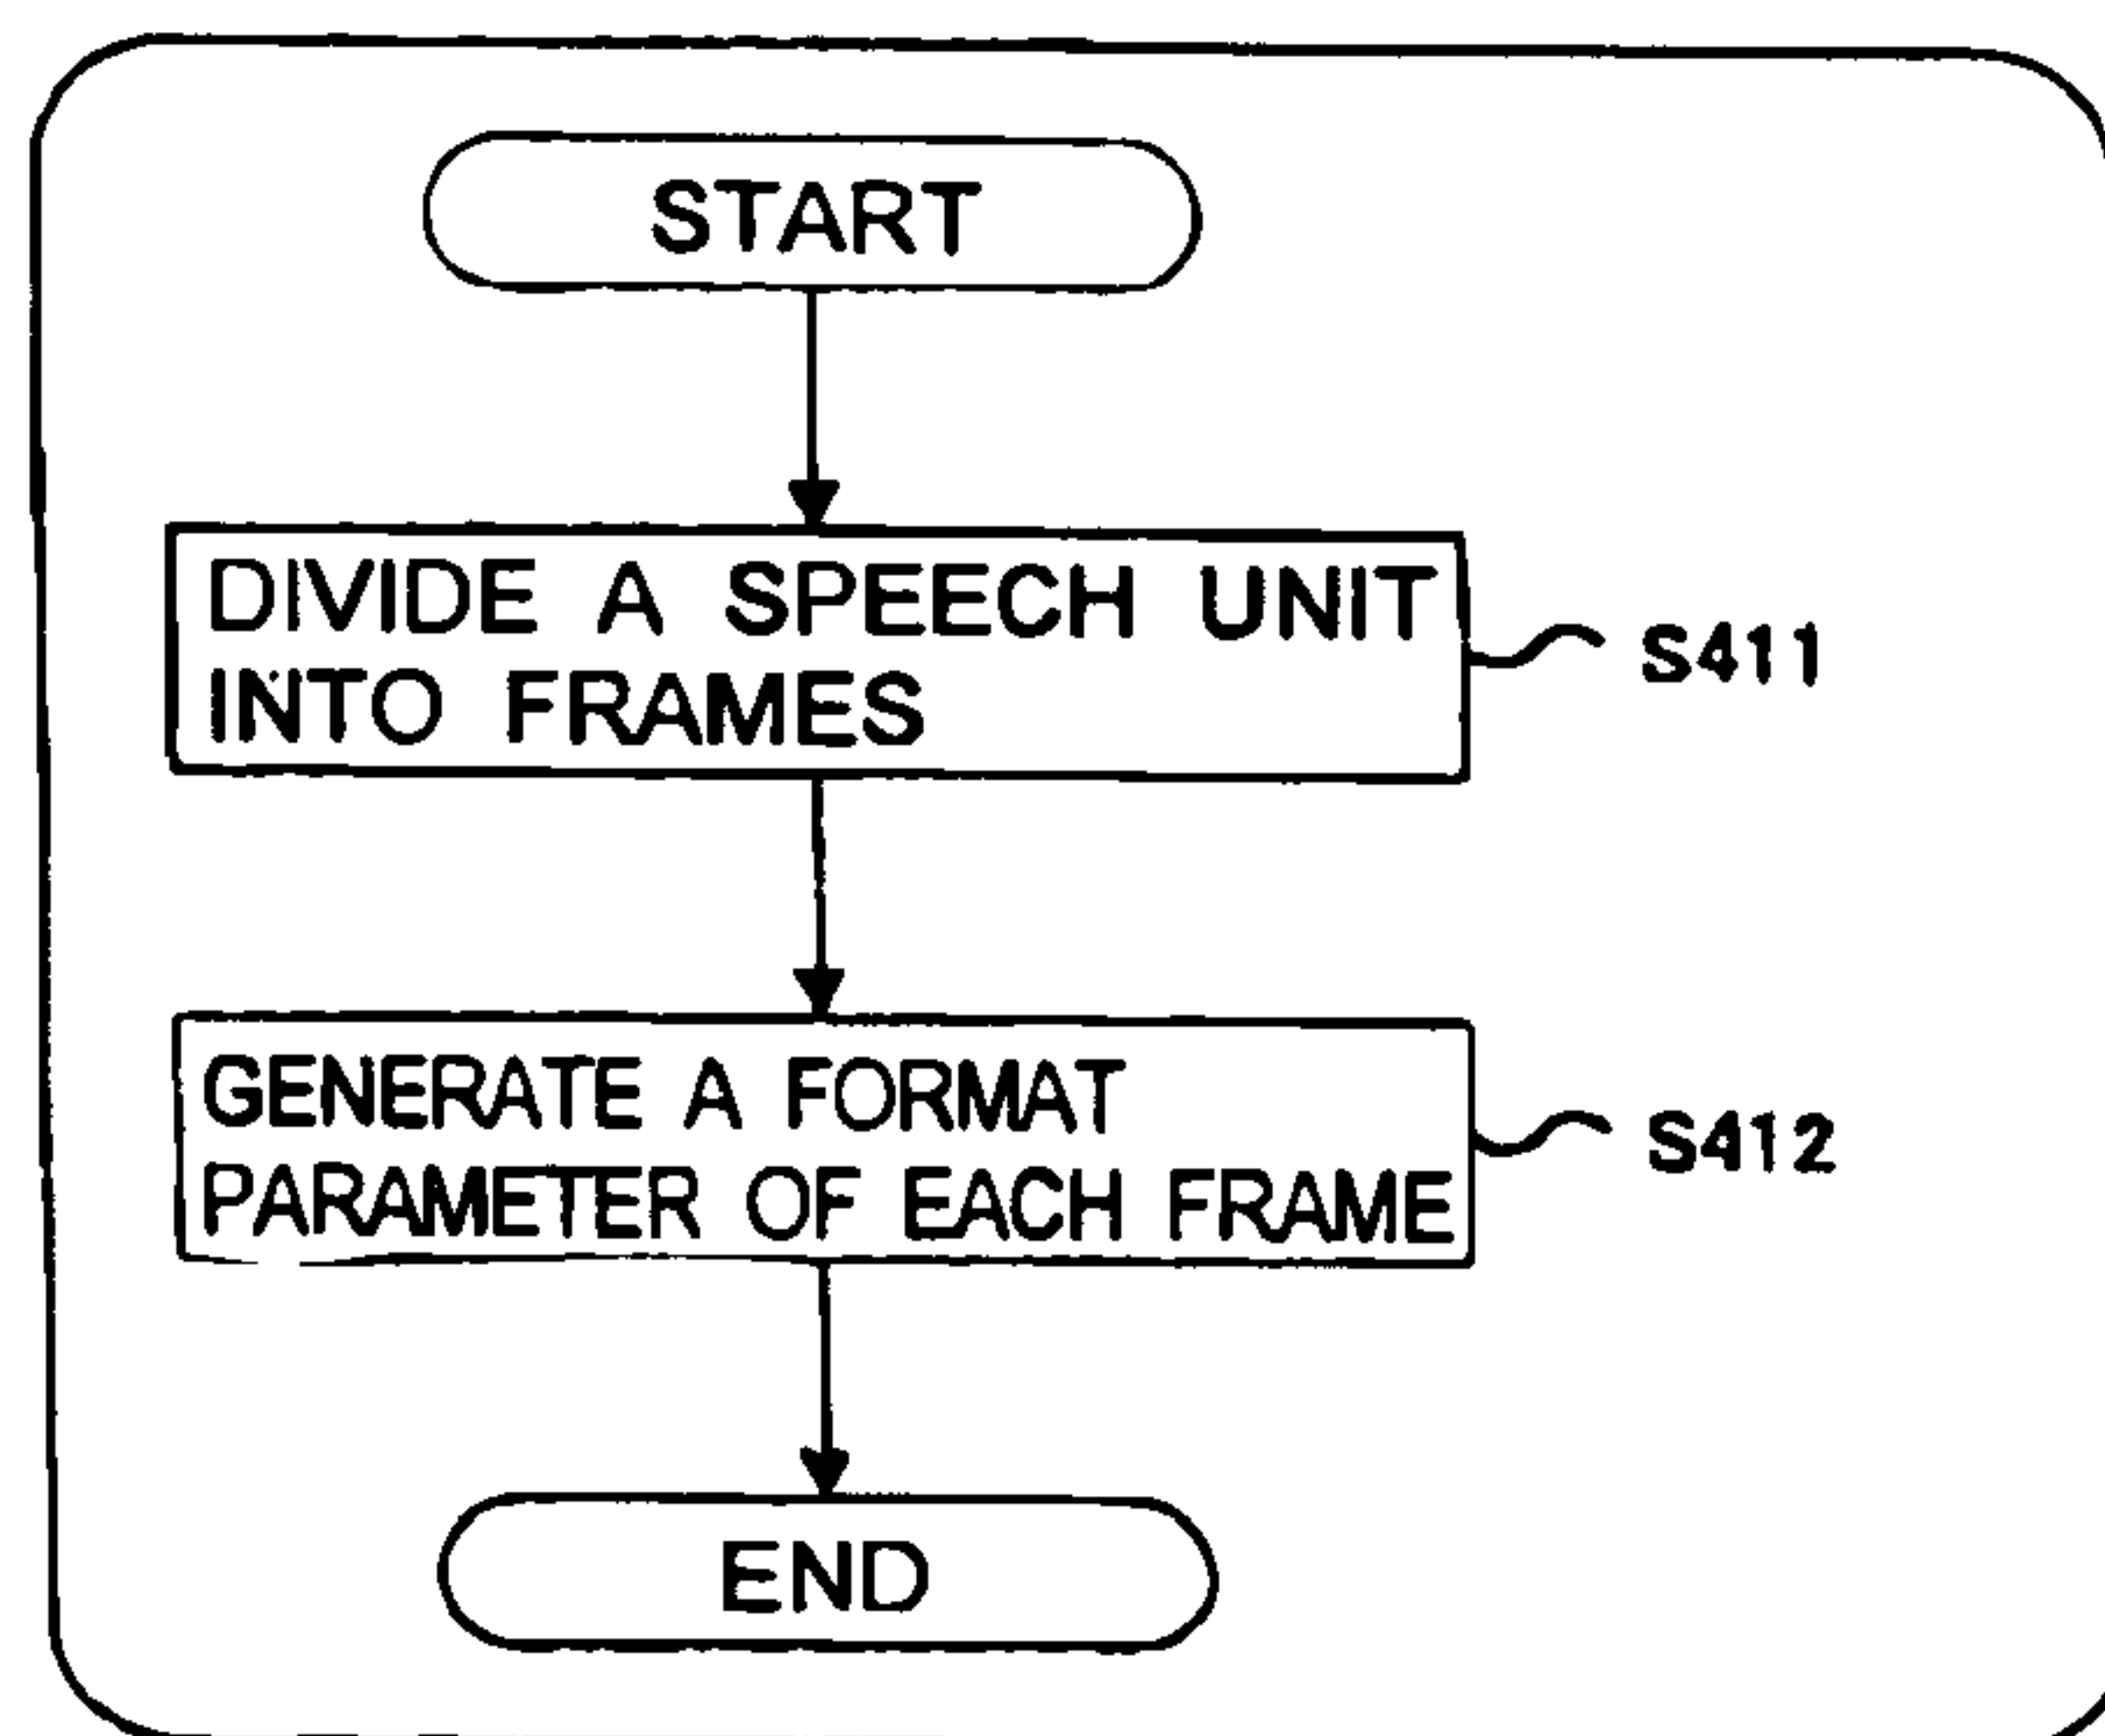 START
DIVIDE A SPEECH UNIT
INTO FRAMES
S411
GENERATE A FORMAT
PARAMETER OF EACH FRAME
S412
END